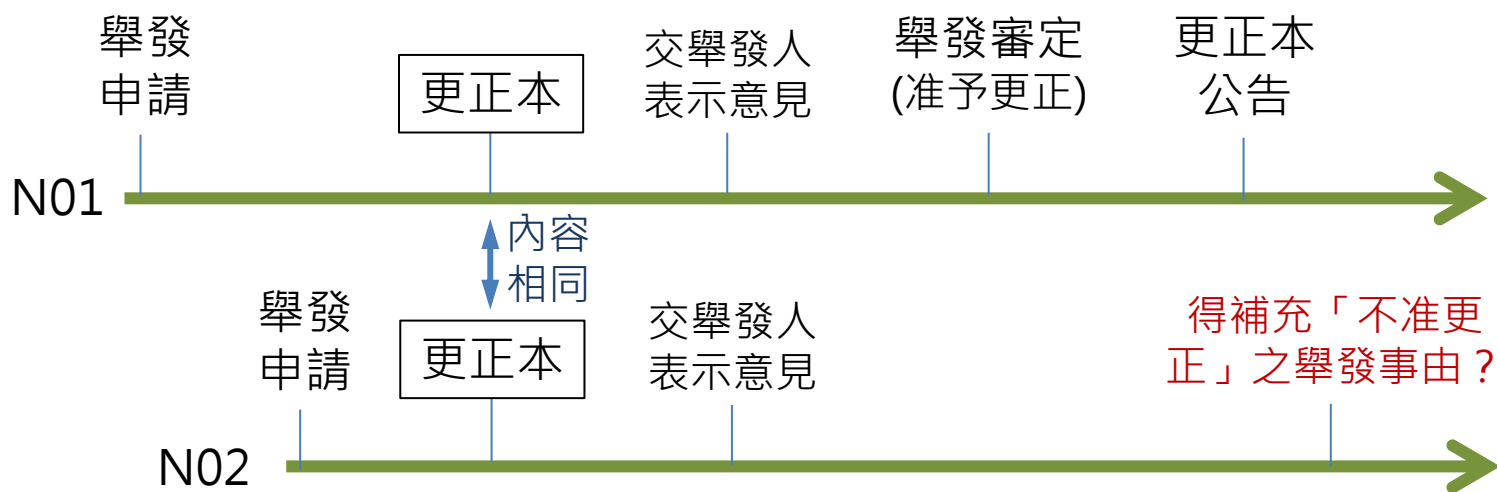 舉發
申請
更正本
交舉發人
表示意見
舉發審定
(准予更正)
更正本
公告
N01
內容
相同
舉發
申請
更正本
交舉發人
表示意見
得補充「不准更
正」之舉發事由?
N02